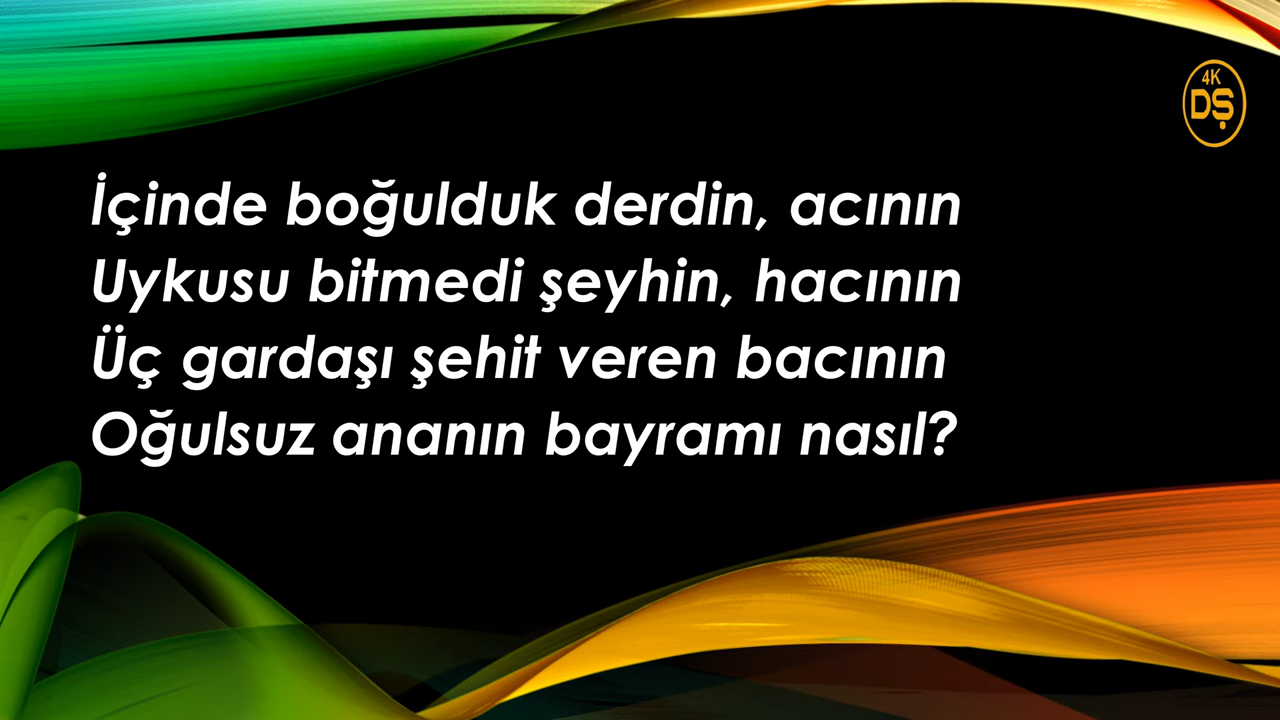 4K
DŞ
İçinde boğulduk derdin, acının
Uykusu bitmedi şeyhin, hacının
Üç gardaşı şehit veren bacının
Oğulsuz ananın bayramı nasıl?